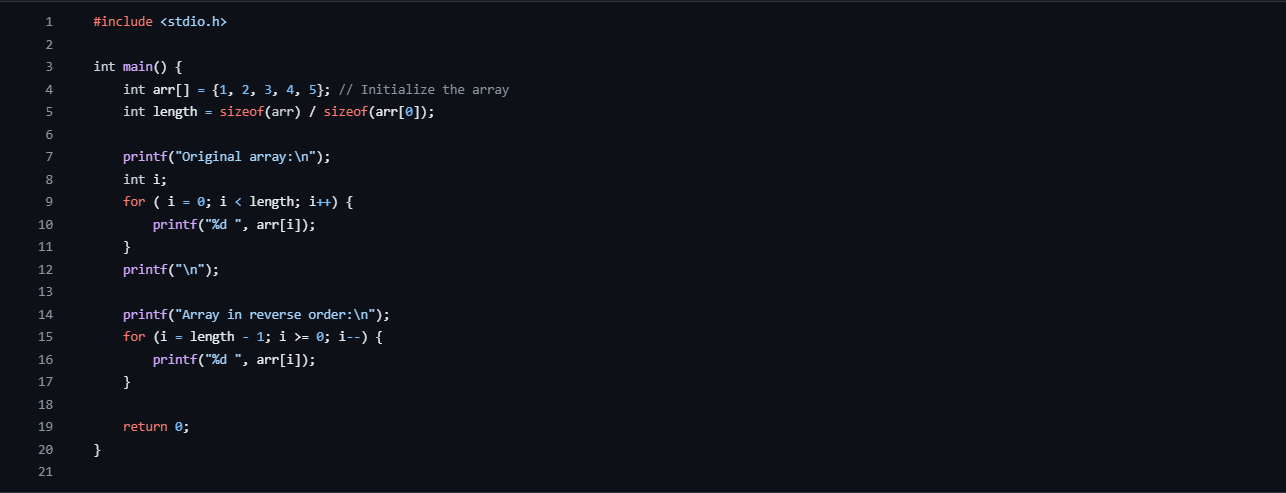 1 #include <stdio.h>
2
3 int main() {
4 int arr[] = {1, 2, 3, 4, 5}; // Initialize the array
5 int length = sizeof(arr) / sizeof(arr[0]);
6
7 printf("Original array:\n");
8 int i;
9 for ( i = 0; i < length; i++) {
10 printf("%d ", arr[i]);
11 }
12 printf("\n");
13
14 printf("Array in reverse order:\n");
15 for (i = length - 1; i >= 0; i--) {
16 printf("%d ", arr[i]);
17 }
18
19 return 0;
20 }
21